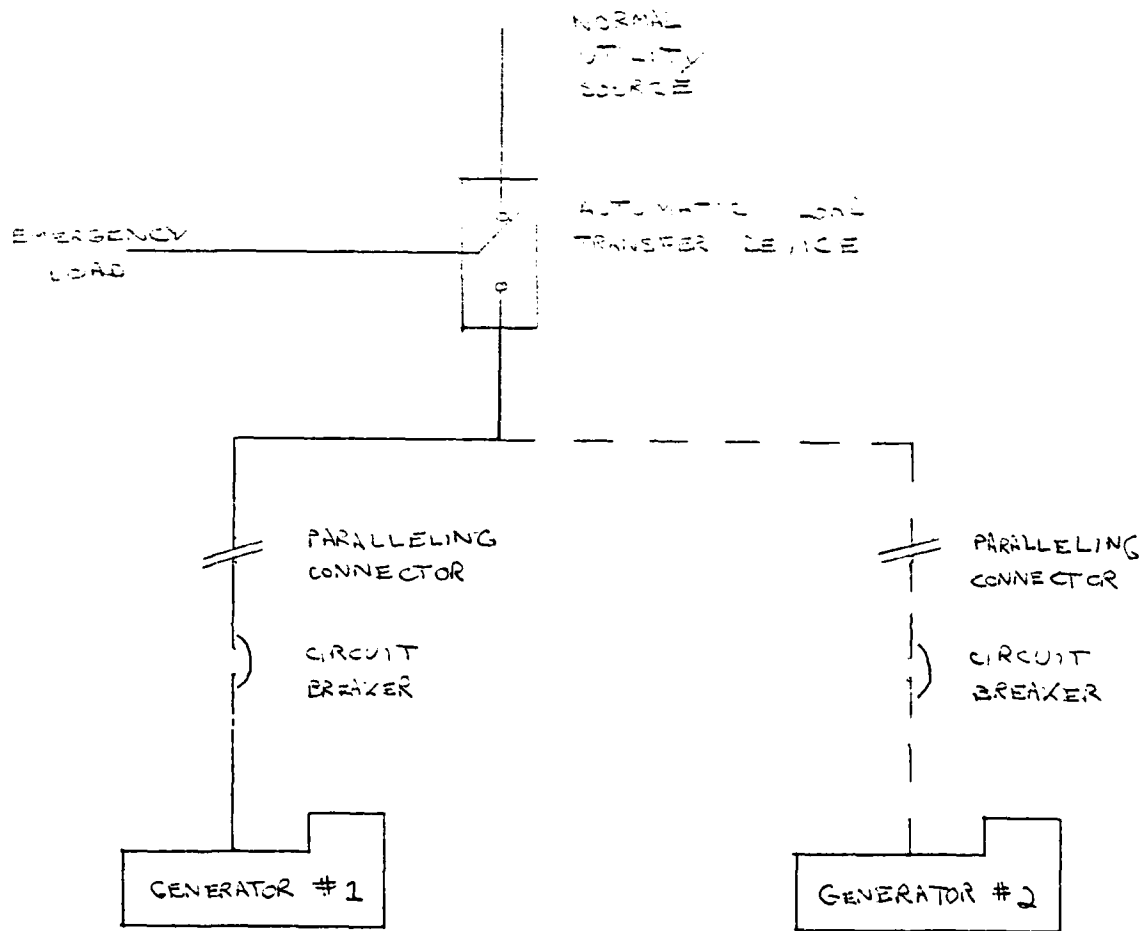 NORMAL
UTILITY
SOURCE
AUTOMATIC LOAD
TRANSFER DEVICE
EMERGENCY
LOAD
PARALLELING
CONNECTOR
PARALLELING
CONNECTOR
CIRCUIT
BREAKER
CIRCUIT
BREAKER
GENERATOR #1
GENERATOR #2